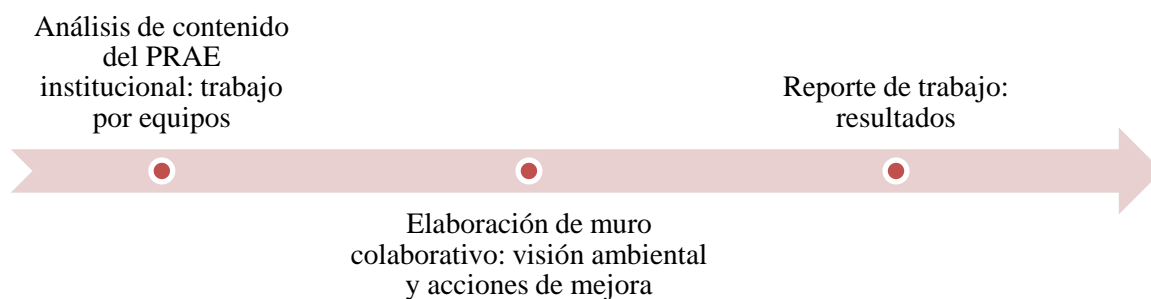 Análisis de contenido
del PRAE
institucional: trabajo
por equipos
Elaboración de muro
colaborativo: visión ambiental
y acciones de mejora
Reporte de trabajo:
resultados